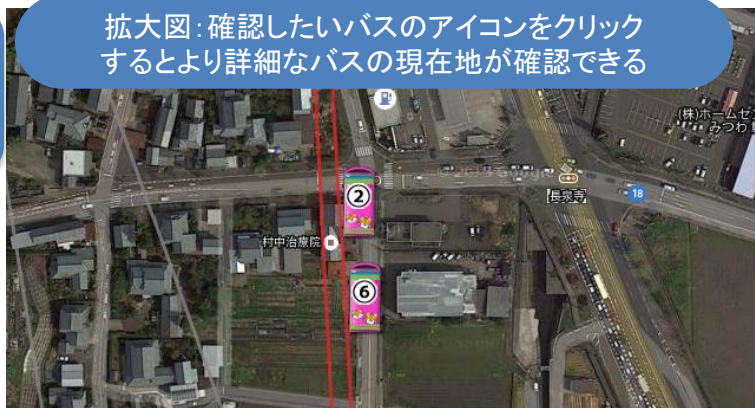 拡大図:確認したいバスのアイコンをクリック
するとより詳細なバスの現在地が確認できる
(株)ホームセン
みつわ
②
長泉寺
18
村中治療院
⑥